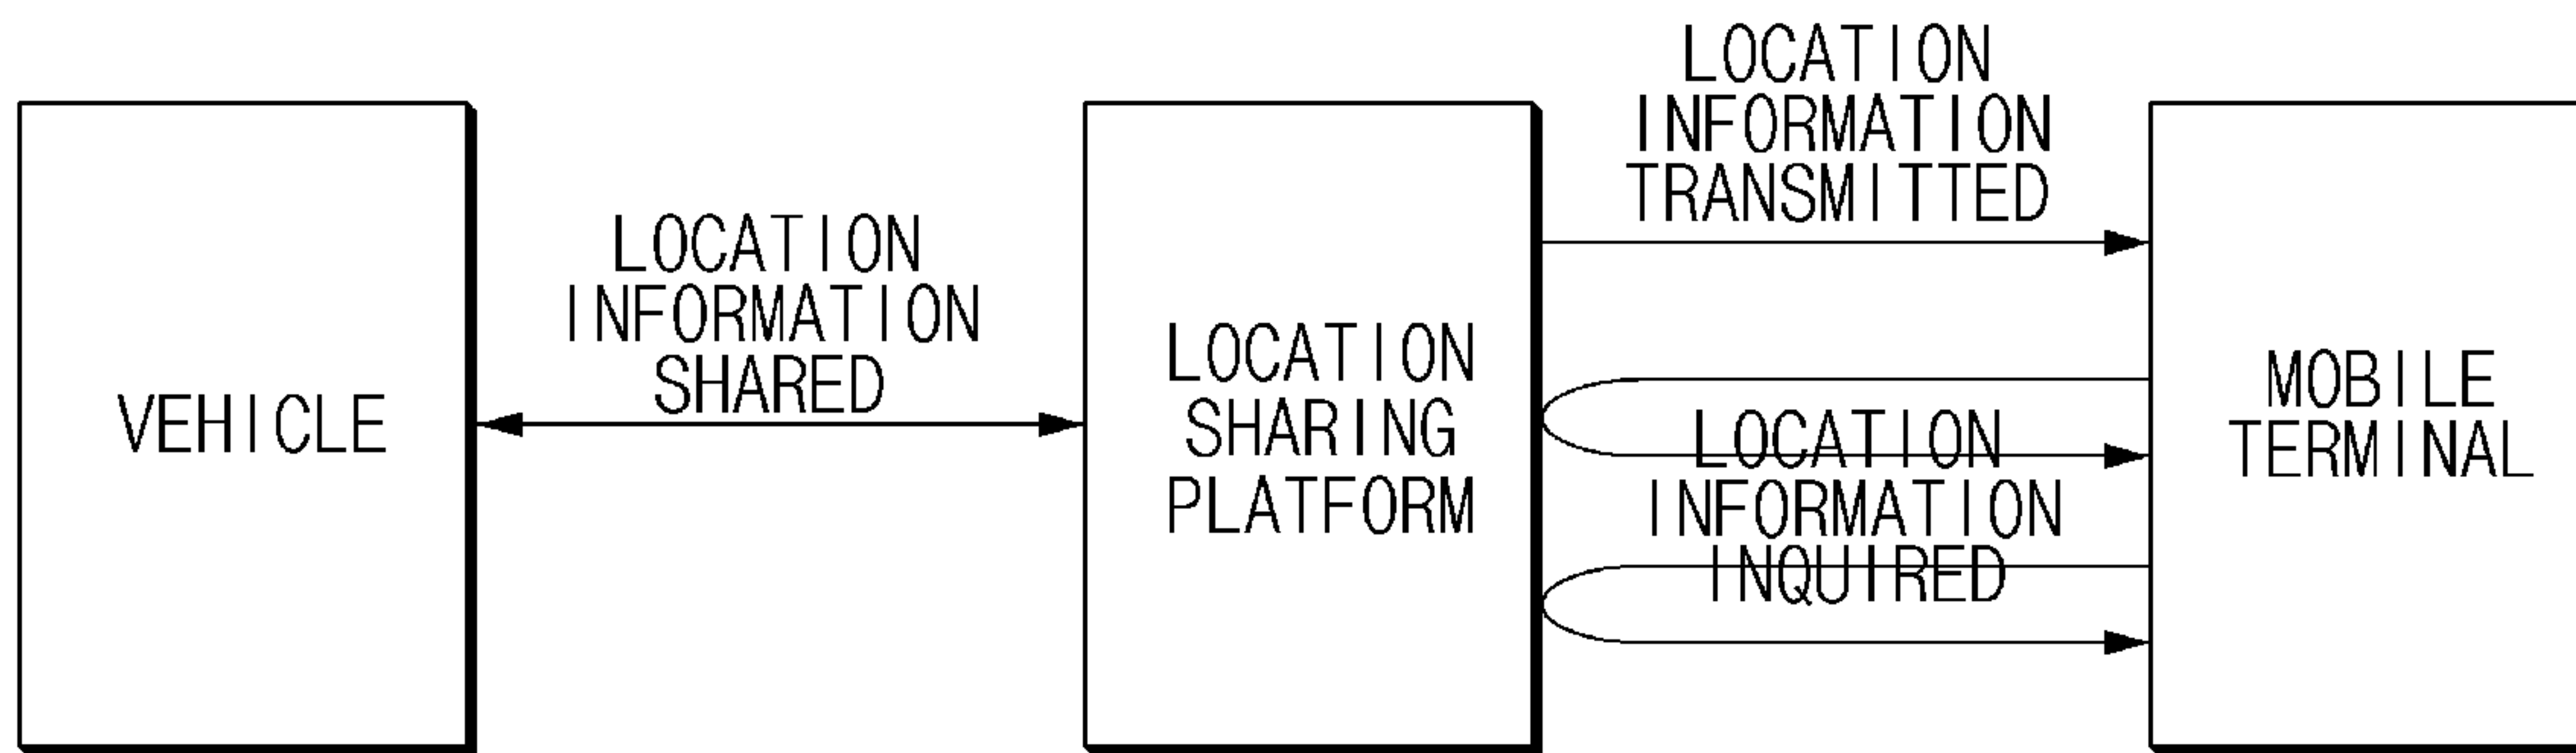 VEHICLE
LOCATION
INFORMATION
SHARED
LOCATION
SHARING
PLATFORM
LOCATION
INFORMATION
TRANSMITTED
LOCATION
INFORMATION
INQUIRED
MOBILE
TERMINAL